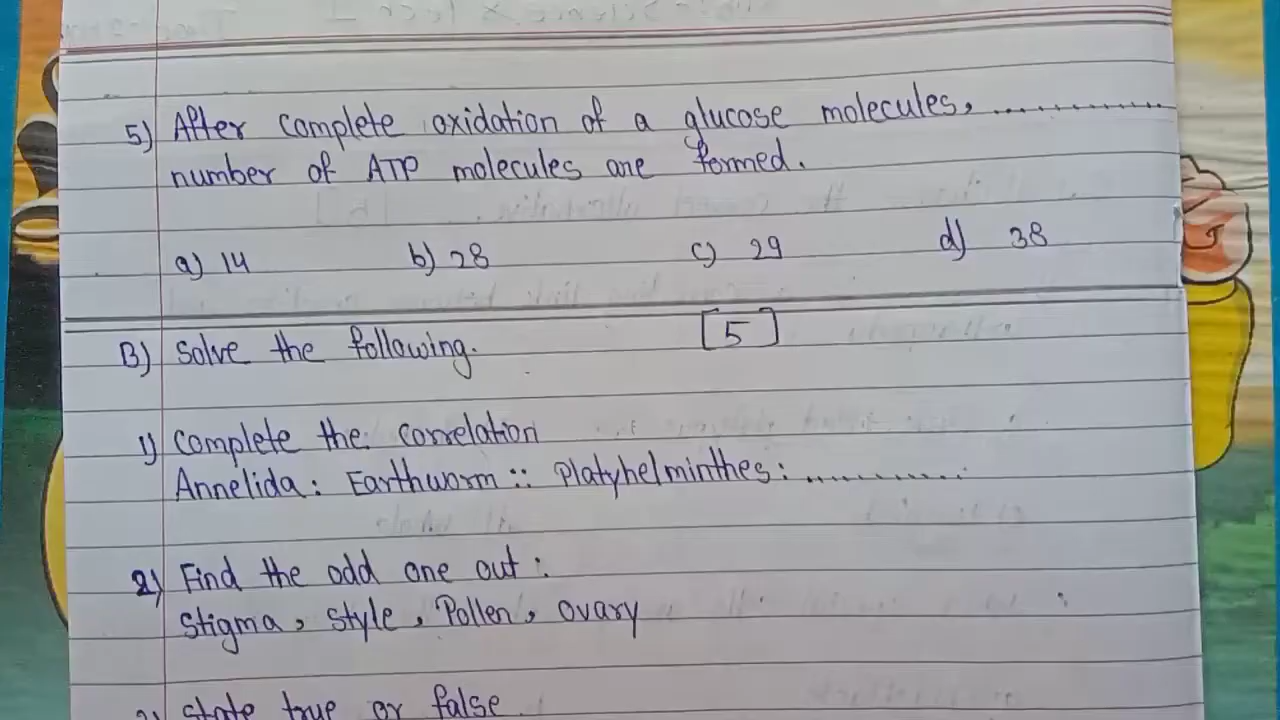 5) After complete oxidation of a glucose molecules, ..................
number of ATP molecules are formed.
a) 14 b) 28 c) 29 d) 38
B) Solve the following. [5]
1) Complete the correlation
Annelida : Earthworm :: Platyhelminthes : ..............
2) Find the odd one out :
Stigma, Style, Pollen, Ovary
State true or false